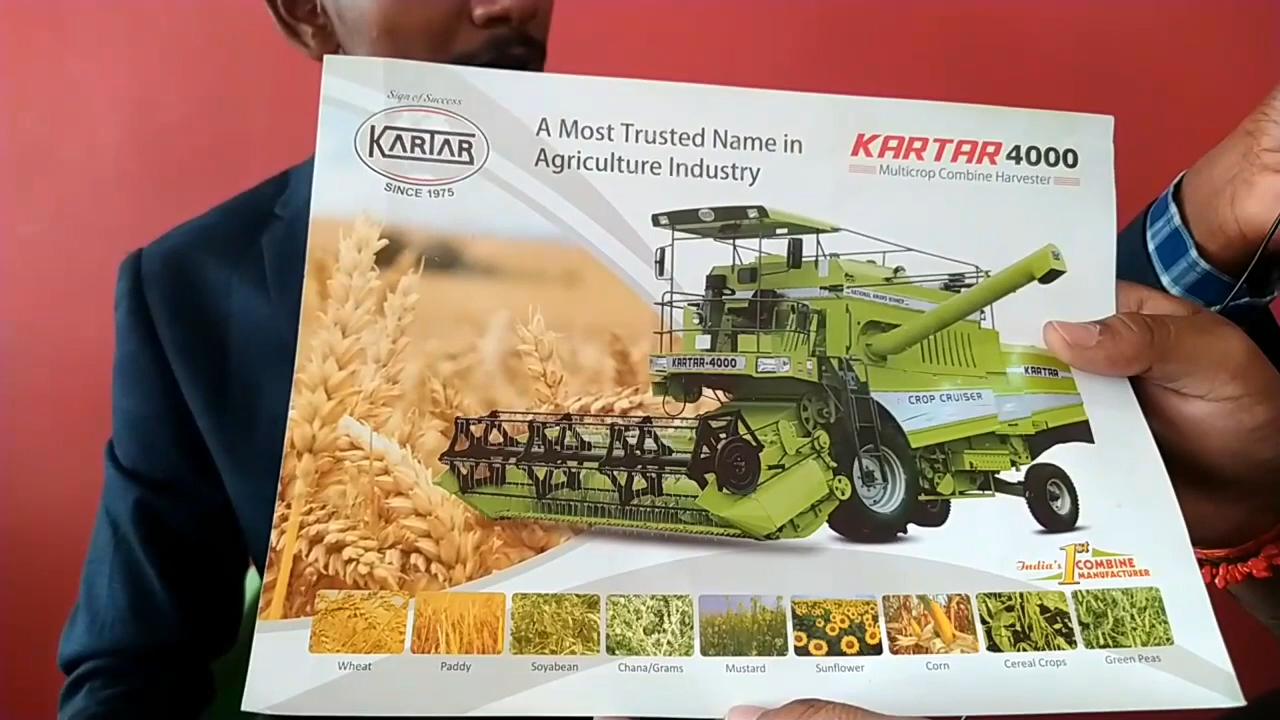 Sign of Success
KARTAR
SINCE 1975
A Most Trusted Name in
Agriculture Industry
KARTAR 4000
Multicrop Combine Harvester
NATIONAL AWARD WINNER
KARTAR-4000
KARTAR
CROP CRUISER
India's 1st
COMBINE
MANUFACTURER
Wheat
Paddy
Soyabean
Chana/Grams
Mustard
Sunflower
Corn
Cereal Crops
Green Peas